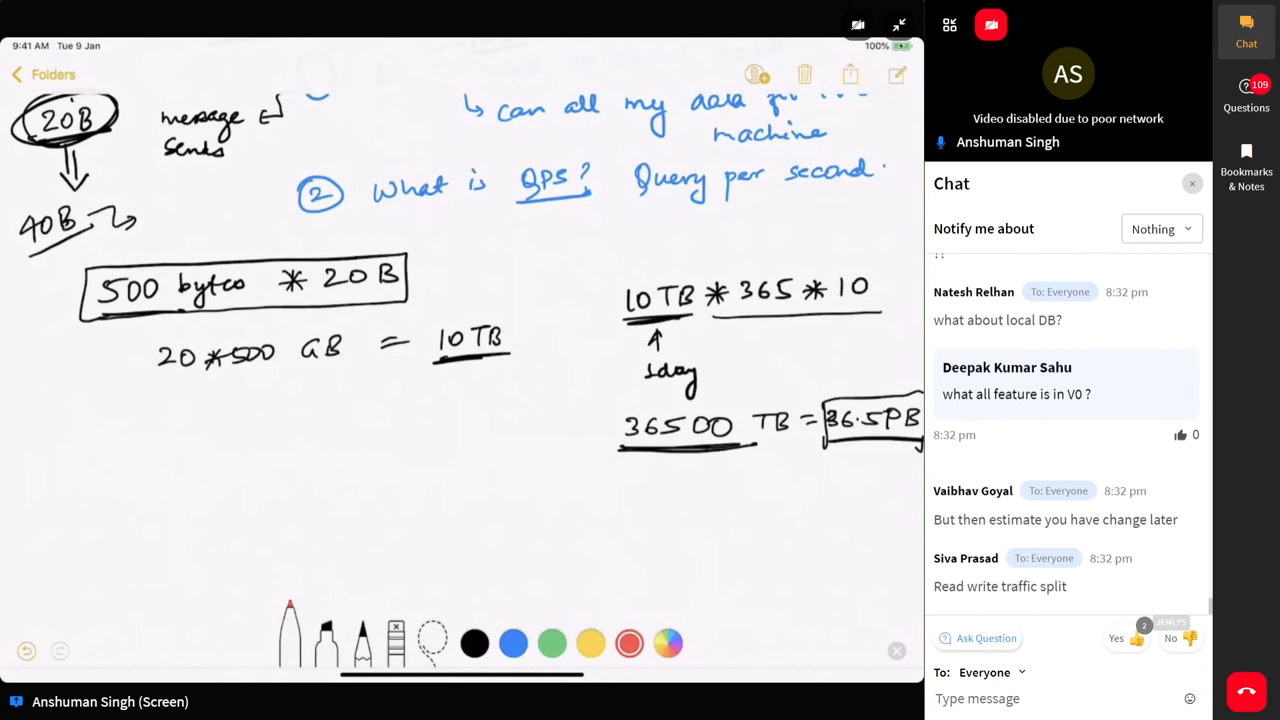 9:41 AM Tue 9 Jan
100%
Folders
20B
message
sends
↳ can all my data
machine
② What is QPS? Query per second.
40B
500 bytes * 20 B
20 * 500 GB = 10 TB
10 TB * 365 * 10
↑
1day
36500 TB = 36.5PB
Anshuman Singh (Screen)
AS
Video disabled due to poor network
Anshuman Singh
Chat
Notify me about
Nothing
Natesh Relhan To: Everyone 8:32 pm
what about local DB?
Deepak Kumar Sahu
what all feature is in V0 ?
8:32 pm 0
Vaibhav Goyal To: Everyone 8:32 pm
But then estimate you have change later
Siva Prasad To: Everyone 8:32 pm
Read write traffic split
2 JEMLPS
Ask Question Yes No
To: Everyone
Type message
Chat
109
Questions
Bookmarks
& Notes